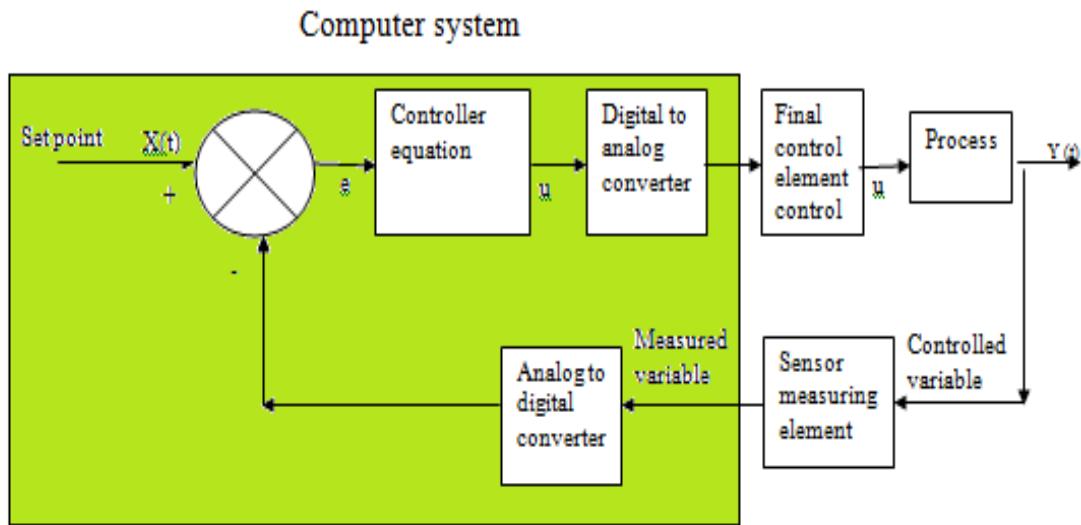 Computer system
Set point
X(t)
+
-
e
Controller
equation
u
Digital to
analog
converter
Final
control
element
control
u
Process
Y(t)
Measured
variable
Analog to
digital
converter
Sensor
measuring
element
Controlled
variable